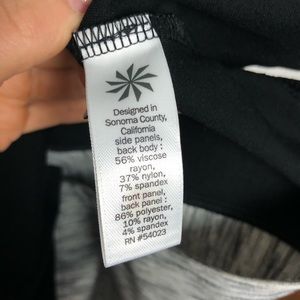 Designed in
Sonoma County,
California
side panels,
back body :
56% viscose
rayon,
37% nylon,
7% spandex
front panel,
back panel :
86% polyester,
10% rayon,
4% spandex
RN #54023